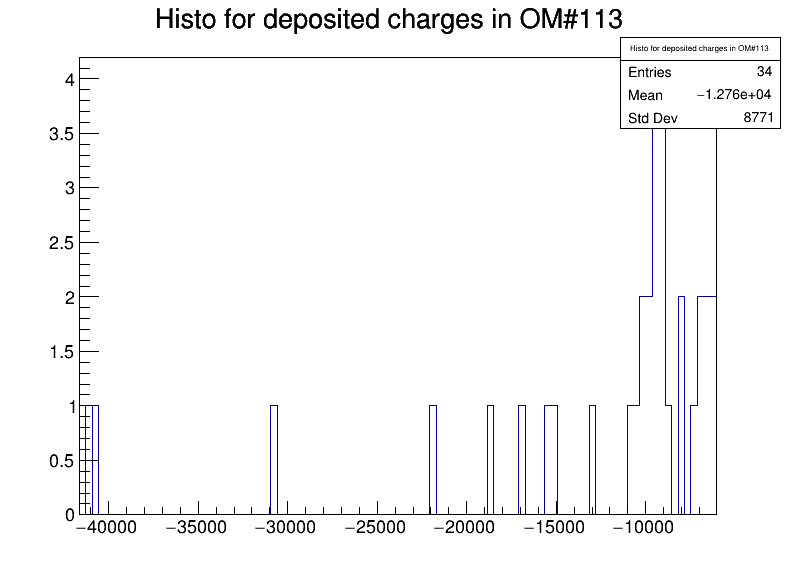 Histo for deposited charges in OM#113
Histo for deposited charges in OM#113
Entries 34
Mean −1.276e+04
Std Dev 8771
4
3.5
3
2.5
2
1.5
1
0.5
0
−40000 −35000 −30000 −25000 −20000 −15000 −10000